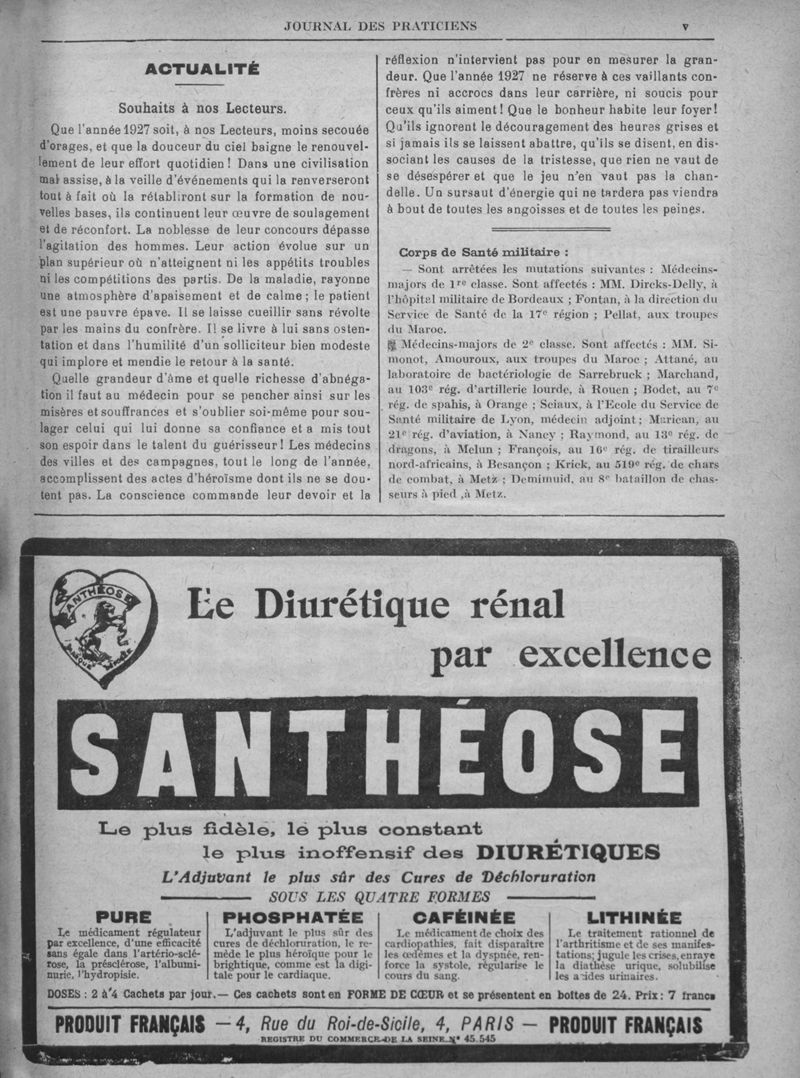 JOURNAL DES PRATICIENS
V
ACTUALITÉ
Souhaits à nos Lecteurs.
Que l'année 1927 soit, à nos Lecteurs, moins secouée
d'orages, et que la douceur du ciel baigne le renouvel-
lement de leur effort quotidien ! Dans une civilisation
mal assise, à la veille d'événements qui la renverseront
tout à fait où la rétabliront sur la formation de nou-
velles bases, ils continuent leur œuvre de soulagement
et de réconfort. La noblesse de leur concours dépasse
l'agitation des hommes. Leur action évolue sur un
plan supérieur où n'atteignent ni les appétits troubles
ni les compétitions des partis. De la maladie, rayonne
une atmosphère d'apaisement et de calme ; le patient
est une pauvre épave. Il se laisse cueillir sans révolte
par les mains du confrère. Il se livre à lui sans osten-
tation et dans l'humilité d'un solliciteur bien modeste
qui implore et mendie le retour à la santé.
Quelle grandeur d'âme et quelle richesse d'abnéga-
tion il faut au médecin pour se pencher ainsi sur les
misères et souffrances et s'oublier soi-même pour sou-
lager celui qui lui donne sa confiance et a mis tout
son espoir dans le talent du guérisseur ! Les médecins
des villes et des campagnes, tout le long de l'année,
accomplissent des actes d'héroïsme dont ils ne se dou-
tent pas. La conscience commande leur devoir et la
réflexion n'intervient pas pour en mesurer la gran-
deur. Que l'année 1927 ne réserve à ces vaillants con-
frères ni accrocs dans leur carrière, ni soucis pour
ceux qu'ils aiment ! Que le bonheur habite leur foyer !
Qu'ils ignorent le découragement des heures grises et
si jamais ils se laissent abattre, qu'ils se disent, en dis-
sociant les causes de la tristesse, que rien ne vaut de
se désespérer et que le jeu n'en vaut pas la chan-
delle. Un sursaut d'énergie qui ne tardera pas viendra
à bout de toutes les angoisses et de toutes les peines.
Corps de Santé militaire :
— Sont arrêtées les mutations suivantes : Médecins-
majors de 1re classe. Sont affectés : MM. Dircks-Delly, à
l'hôpital militaire de Bordeaux ; Fontan, à la direction du
Service de Santé de la 17e région ; Pellat, aux troupes
du Maroc.
Médecins-majors de 2e classe. Sont affectés : MM. Si-
monot, Amouroux, aux troupes du Maroc ; Attané, au
laboratoire de bactériologie de Sarrebruck ; Marchand,
au 103e rég. d'artillerie lourde, à Rouen ; Bodet, au 7e
rég. de spahis, à Orange ; Sciaux, à l'Ecole du Service de
Santé militaire de Lyon, médecin adjoint ; Marican, au
21e rég. d'aviation, à Nancy ; Raymond, au 13e rég. de
dragons, à Melun ; François, au 16e rég. de tirailleurs
nord-africains, à Besançon ; Krick, au 519e rég. de chars
de combat, à Metz ; Demimuid, au 8e bataillon de chas-
seurs à pied ,à Metz.
SANTHÉOSE
MARQUE DÉPOSÉE
Le Diurétique rénal
par excellence
SANTHÉOSE
Le plus fidèle, le plus constant
le plus inoffensif des DIURÉTIQUES
L'Adjuvant le plus sûr des Cures de Déchloruration
SOUS LES QUATRE FORMES
PURE
Le médicament régulateur
par excellence, d'une efficacité
sans égale dans l'artério-sclé-
rose, la présclérose, l'albumi-
nurie, l'hydropisie.
PHOSPHATÉE
L'adjuvant le plus sûr des
cures de déchloruration, le re-
mède le plus héroïque pour le
brightique, comme est la digi-
tale pour le cardiaque.
CAFÉINÉE
Le médicament de choix des
cardiopathies, fait disparaître
les œdèmes et la dyspnée, ren-
force la systole, régularise le
cours du sang.
LITHINÉE
Le traitement rationnel de
l'arthritisme et de ses manifes-
tations; jugule les crises, enraye
la diathèse urique, solubilise
les acides urinaires.
DOSES : 2 à 4 Cachets par jour.— Ces cachets sont en FORME DE CŒUR et se présentent en boîtes de 24. Prix : 7 francs
PRODUIT FRANÇAIS — 4, Rue du Roi-de-Sicile, 4, PARIS — PRODUIT FRANÇAIS
REGISTRE DU COMMERCE DE LA SEINE N° 45.545